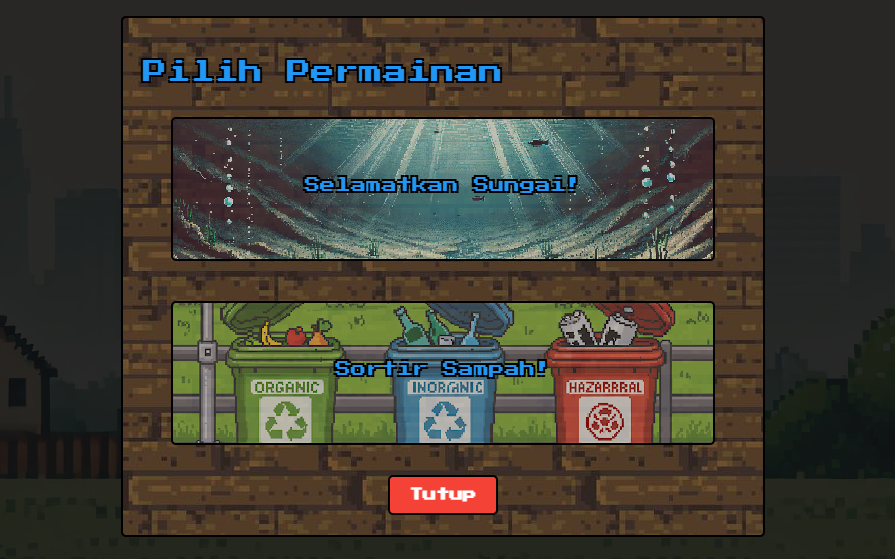 Pilih Permainan
Selamatkan Sungai!
Sortir Sampah!
ORGANIC
INORGANIC
HAZARRRAL
Tutup